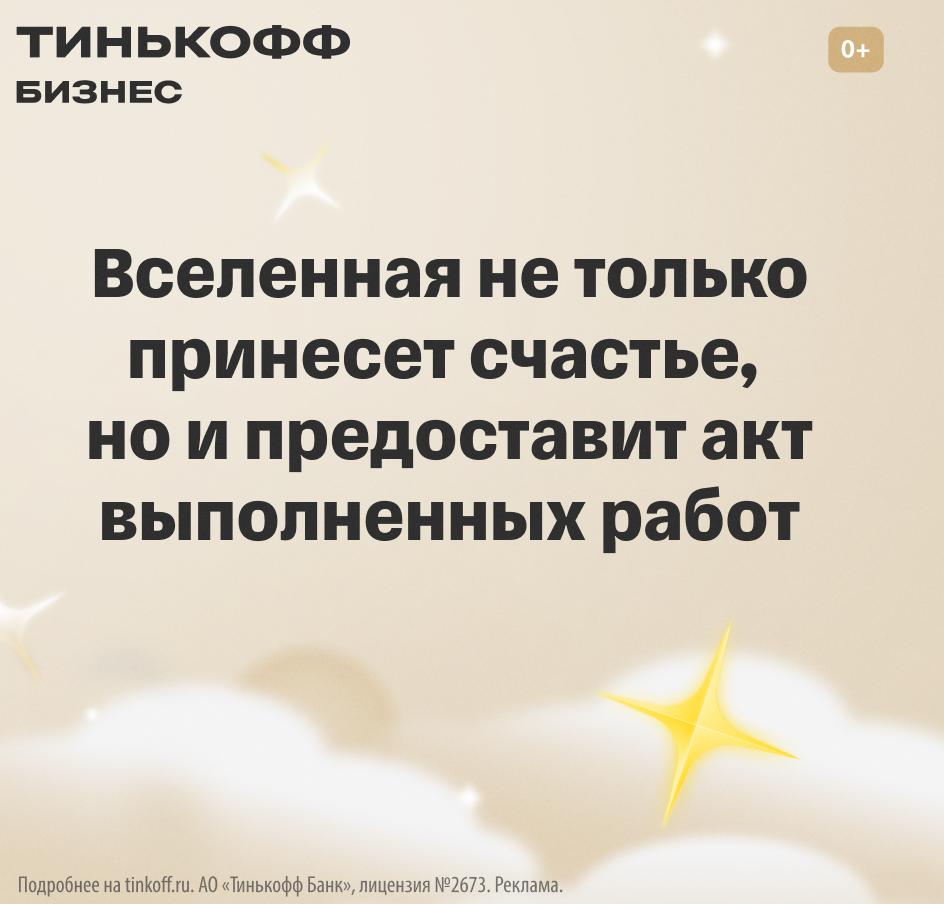 ТИНЬКОФФ
БИЗНЕС
0+
Вселенная не только
принесет счастье,
но и предоставит акт
выполненных работ
Подробнее на tinkoff.ru. АО «Тинькофф Банк», лицензия №2673. Реклама.